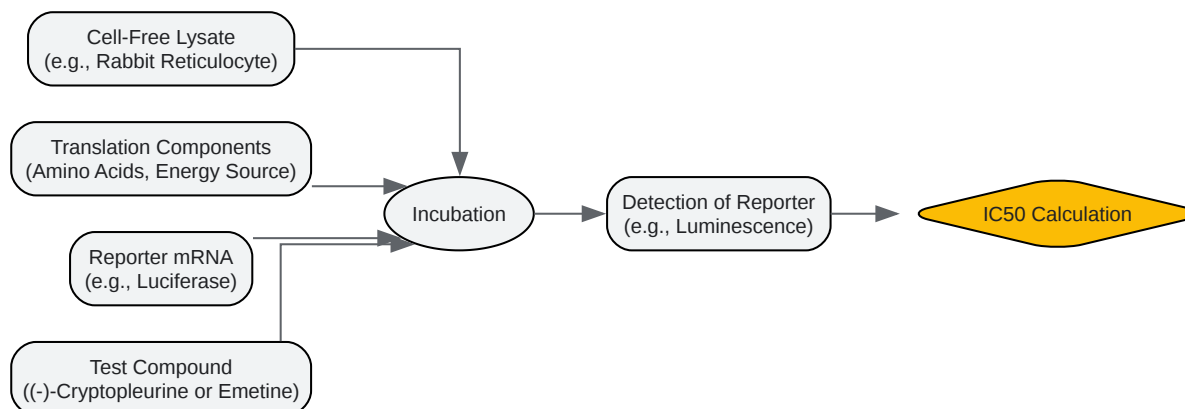 Cell-Free Lysate
(e.g., Rabbit Reticulocyte)
Translation Components
(Amino Acids, Energy Source)
Reporter mRNA
(e.g., Luciferase)
Test Compound
((-)-Cryptopleurine or Emetine)
Incubation
Detection of Reporter
(e.g., Luminescence)
IC50 Calculation